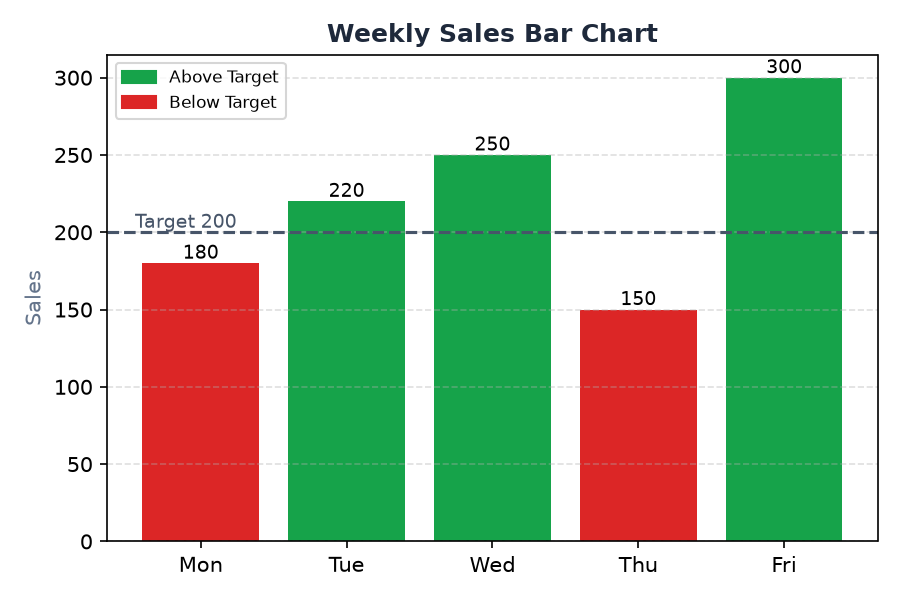 Weekly Sales Bar Chart
Above Target
Below Target
300
250
200
150
100
50
0
Sales
Target 200
180
220
250
150
300
Mon Tue Wed Thu Fri